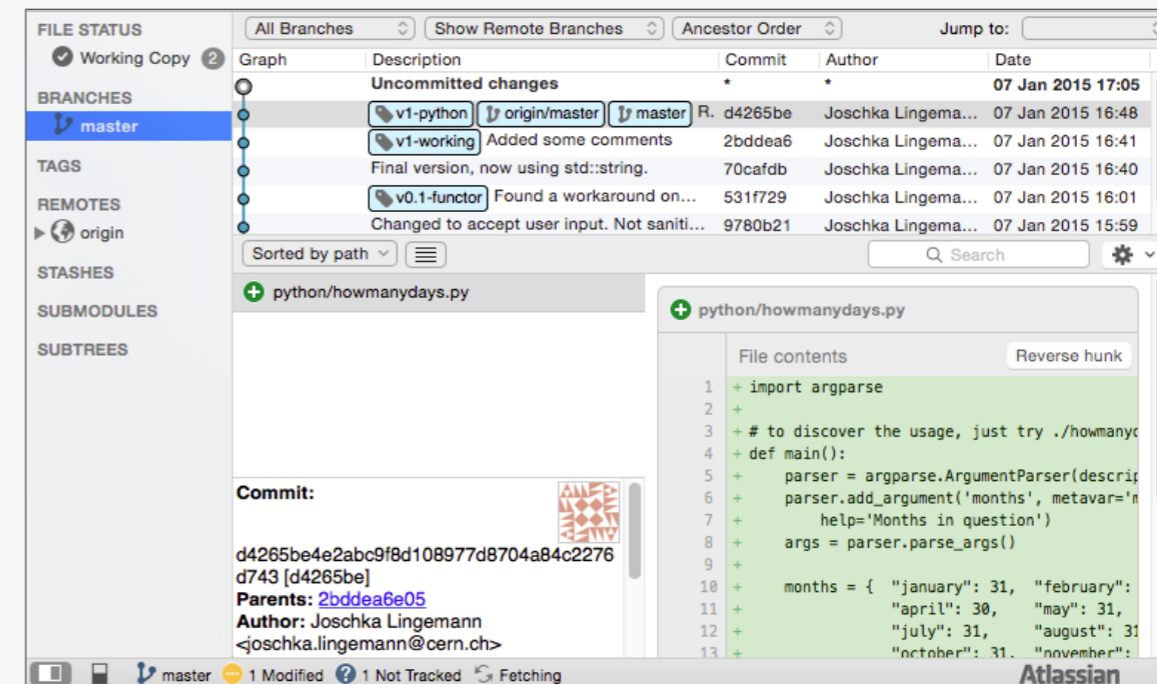 FILE STATUS
Working Copy 2
BRANCHES
master
TAGS
REMOTES
origin
STASHES
SUBMODULES
SUBTREES
All Branches Show Remote Branches Ancestor Order Jump to:
Graph Description Commit Author Date
Uncommitted changes * * 07 Jan 2015 17:05
v1-python origin/master master R. d4265be Joschka Lingema... 07 Jan 2015 16:48
v1-working Added some comments 2bddea6 Joschka Lingema... 07 Jan 2015 16:41
Final version, now using std::string. 70cafdb Joschka Lingema... 07 Jan 2015 16:40
v0.1-functor Found a workaround on... 531f729 Joschka Lingema... 07 Jan 2015 16:01
Changed to accept user input. Not saniti... 9780b21 Joschka Lingema... 07 Jan 2015 15:59
Sorted by path Search
python/howmanydays.py
Commit:
d4265be4e2abc9f8d108977d8704a84c2276
d743 [d4265be]
Parents: 2bddea6e05
Author: Joschka Lingemann
<joschka.lingemann@cern.ch>
python/howmanydays.py
File contents Reverse hunk
1 + import argparse
2 +
3 + # to discover the usage, just try ./howmanyd
4 + def main():
5 + parser = argparse.ArgumentParser(descrip
6 + parser.add_argument('months', metavar='m
7 + help='Months in question')
8 + args = parser.parse_args()
9 +
10 + months = { "january": 31, "february":
11 + "april": 30, "may": 31,
12 + "july": 31, "august": 31
13 + "october": 31, "november":
master 1 Modified ? 1 Not Tracked Fetching Atlassian